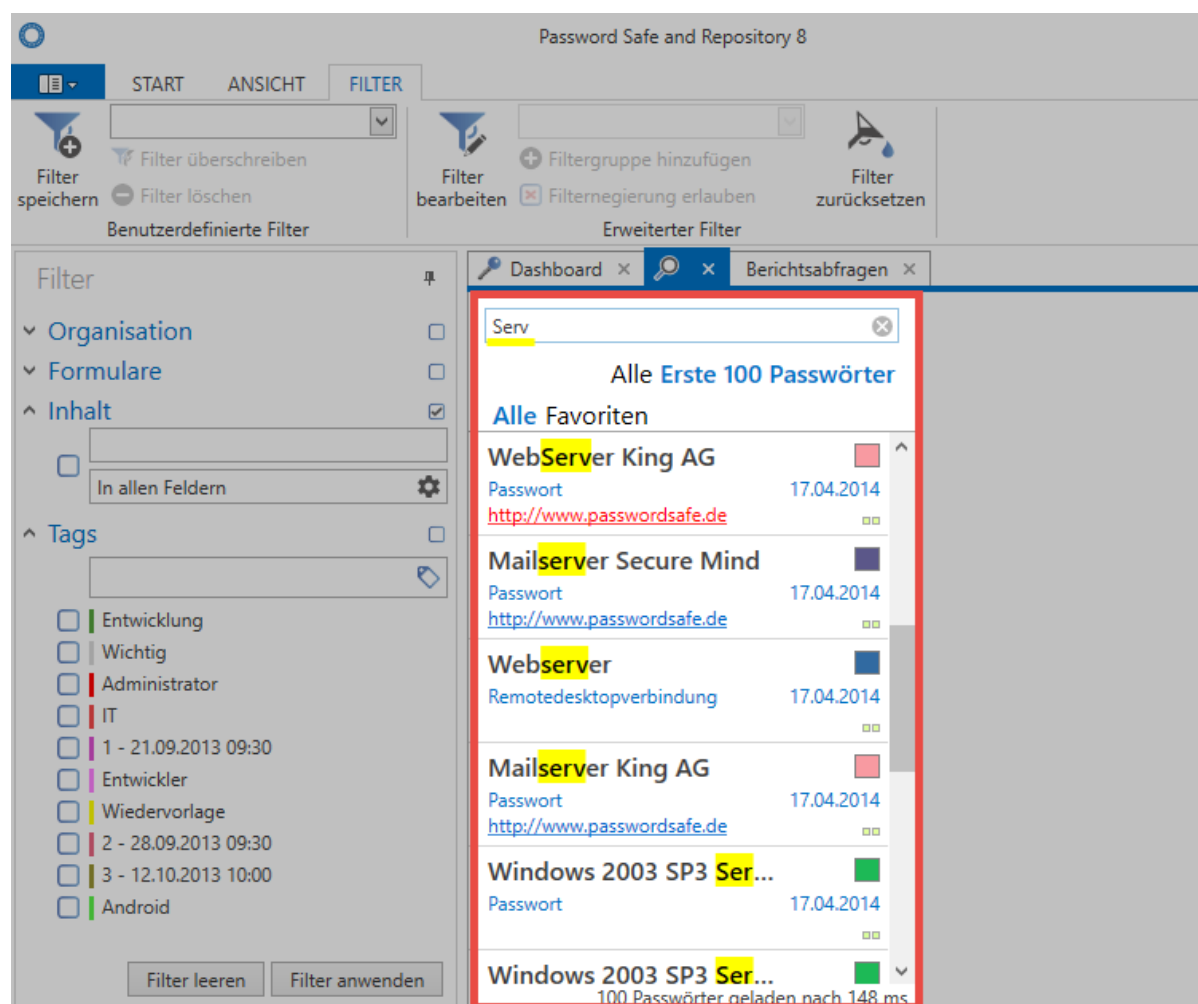 Password Safe and Repository 8
START ANSICHT FILTER
Filter speichern
Filter überschreiben
Filter löschen
Benutzerdefinierte Filter
Filter bearbeiten
Filtergruppe hinzufügen
Filternegierung erlauben
Filter zurücksetzen
Erweiterter Filter
Filter
Organisation
Formulare
Inhalt
In allen Feldern
Tags
Entwicklung
Wichtig
Administrator
IT
1 - 21.09.2013 09:30
Entwickler
Wiedervorlage
2 - 28.09.2013 09:30
3 - 12.10.2013 10:00
Android
Filter leeren Filter anwenden
Dashboard Berichtsabfragen
Serv
Alle Erste 100 Passwörter
Alle Favoriten
WebServer King AG
Passwort 17.04.2014
http://www.passwordsafe.de
Mailserver Secure Mind
Passwort 17.04.2014
http://www.passwordsafe.de
Webserver
Remotedesktopverbindung 17.04.2014
Mailserver King AG
Passwort 17.04.2014
http://www.passwordsafe.de
Windows 2003 SP3 Ser...
Passwort 17.04.2014
Windows 2003 SP3 Ser...
100 Passwörter geladen nach 148 ms